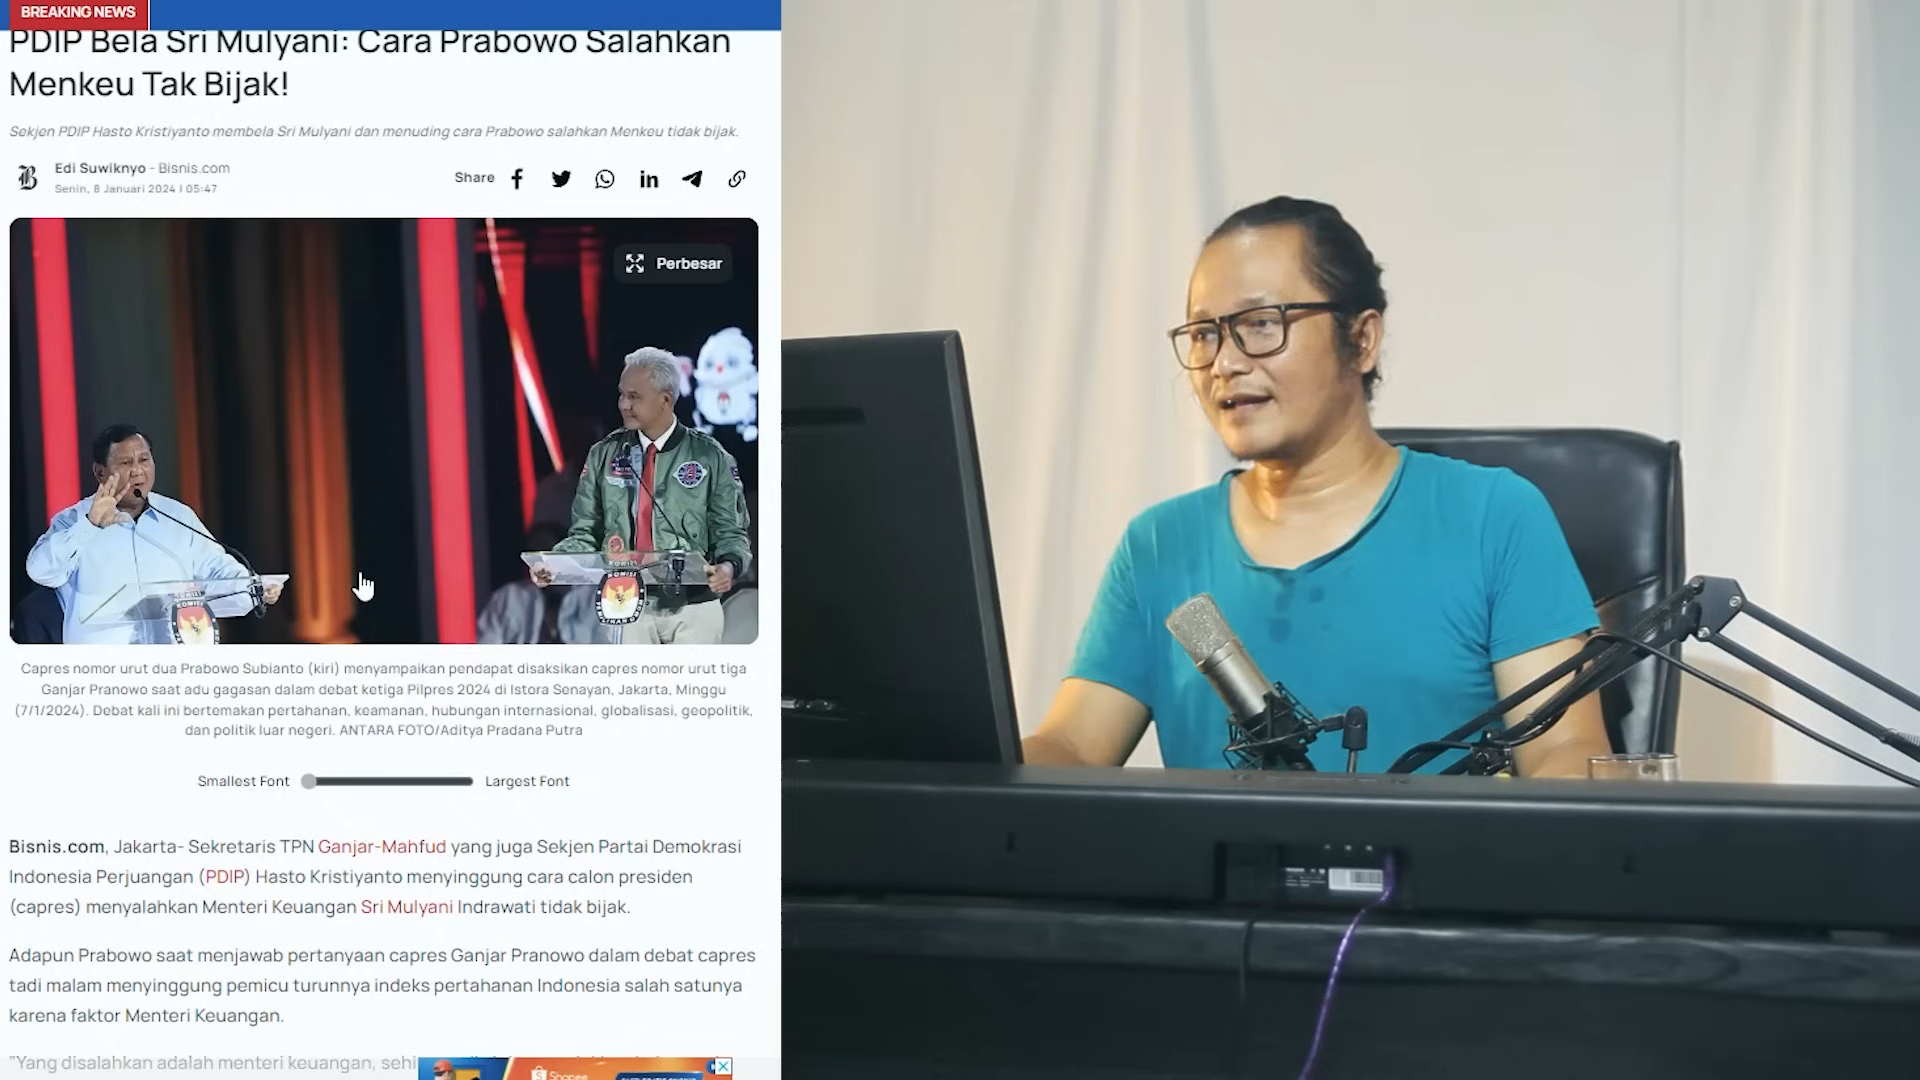 BREAKING NEWS
PDIP Bela Sri Mulyani: Cara Prabowo Salahkan
Menkeu Tak Bijak!
Sekjen PDIP Hasto Kristiyanto membela Sri Mulyani dan menuding cara Prabowo salahkan Menkeu tidak bijak.
Edi Suwiknyo - Bisnis.com
Senin, 8 Januari 2024 | 05:47
Share
Perbesar
KOMISI
KOMISI
Capres nomor urut dua Prabowo Subianto (kiri) menyampaikan pendapat disaksikan capres nomor urut tiga
Ganjar Pranowo saat adu gagasan dalam debat ketiga Pilpres 2024 di Istora Senayan, Jakarta, Minggu
(7/1/2024). Debat kali ini bertemakan pertahanan, keamanan, hubungan internasional, globalisasi, geopolitik,
dan politik luar negeri. ANTARA FOTO/Aditya Pradana Putra
Smallest Font
Largest Font
Bisnis.com, Jakarta- Sekretaris TPN Ganjar-Mahfud yang juga Sekjen Partai Demokrasi
Indonesia Perjuangan (PDIP) Hasto Kristiyanto menyinggung cara calon presiden
(capres) menyalahkan Menteri Keuangan Sri Mulyani Indrawati tidak bijak.
Adapun Prabowo saat menjawab pertanyaan capres Ganjar Pranowo dalam debat capres
tadi malam menyinggung pemicu turunnya indeks pertahanan Indonesia salah satunya
karena faktor Menteri Keuangan.
"Yang disalahkan adalah menteri keuangan, sehi
Shopee